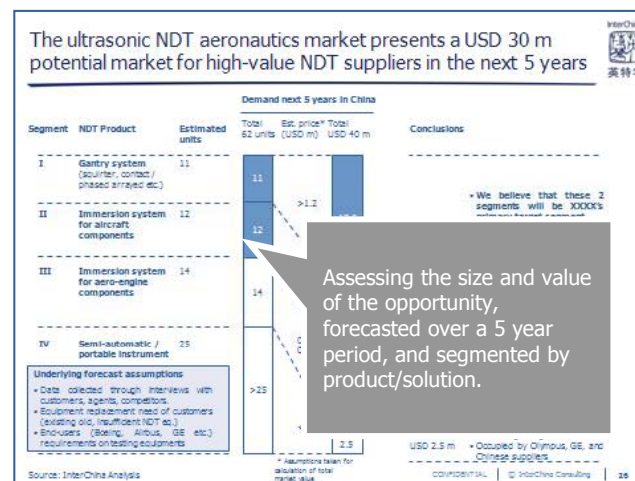 InterChina
The ultrasonic NDT aeronautics market presents a USD 30 m
potential market for high-value NDT suppliers in the next 5 years
Demand next 5 years in China
Segment NDT Product Estimated units
Total 62 units
Est. price* (USD m)
Total USD 40 m
Conclusions
I Gantry system 11
(squirter, contact /
phased arrayed etc.)
11
>1.2
II Immersion system 12
for aircraft
components
12
• We believe that these 2
segments will be XXXX's
III Immersion system 14
for aero-engine
components
14
Assessing the size and value
of the opportunity,
forecasted over a 5 year
period, and segmented by
product/solution.
IV Semi-automatic / 25
portable instrument
>25
Underlying forecast assumptions
• Data collected through interviews with
customers, agents, competitors.
• Equipment replacement need of customers
(existing old, insufficient NDT eq.)
• End-users (Boeing, Airbus, GE etc.)
requirements on testing equipments
2.5
USD 2.5 m • Occupied by Olympus, GE, and
Chinese suppliers
* Assumptions taken for
calculation of total
market value
Source: InterChina Analysis
CONFIDENTIAL | © InterChina Consulting | 26